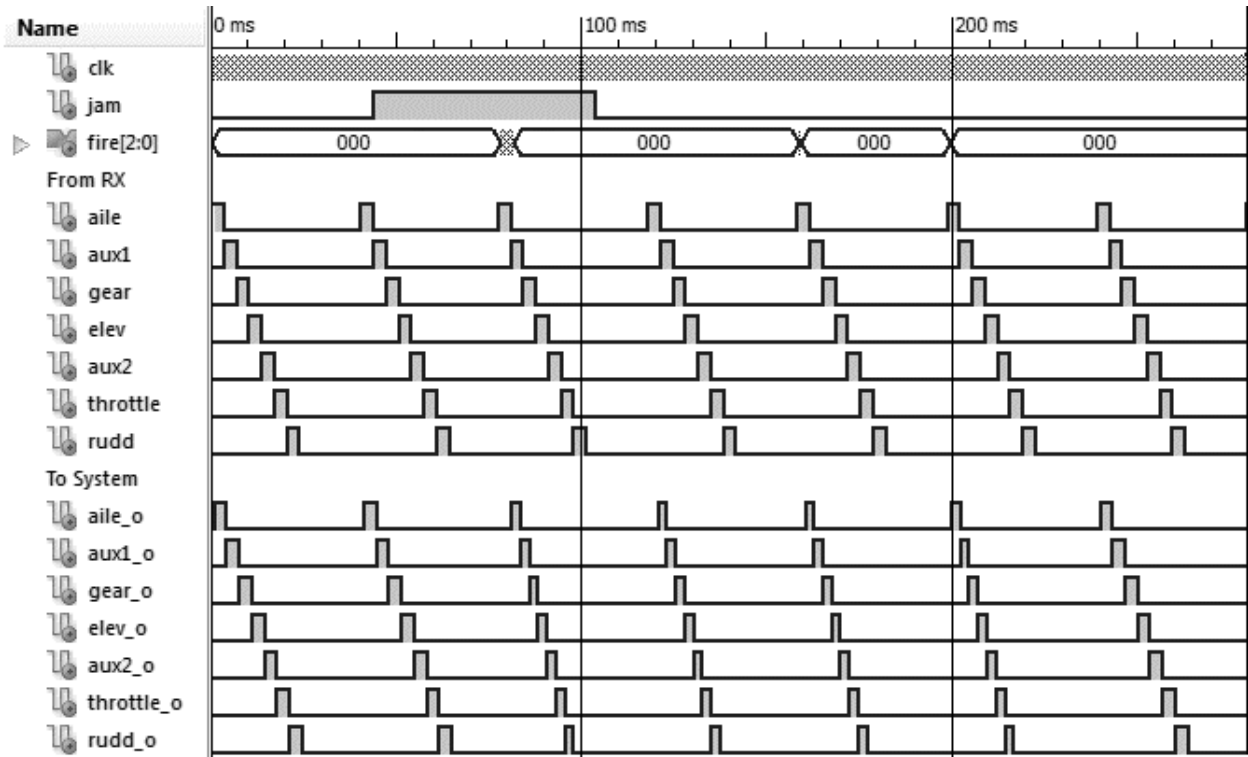 Name 0 ms 100 ms 200 ms
clk
jam
fire[2:0] 000 000 000 000
From RX
aile
aux1
gear
elev
aux2
throttle
rudd
To System
aile_o
aux1_o
gear_o
elev_o
aux2_o
throttle_o
rudd_o